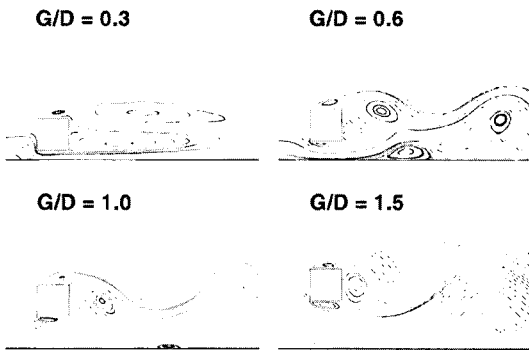 G/D = 0.3
G/D = 0.6
G/D = 1.0
G/D = 1.5